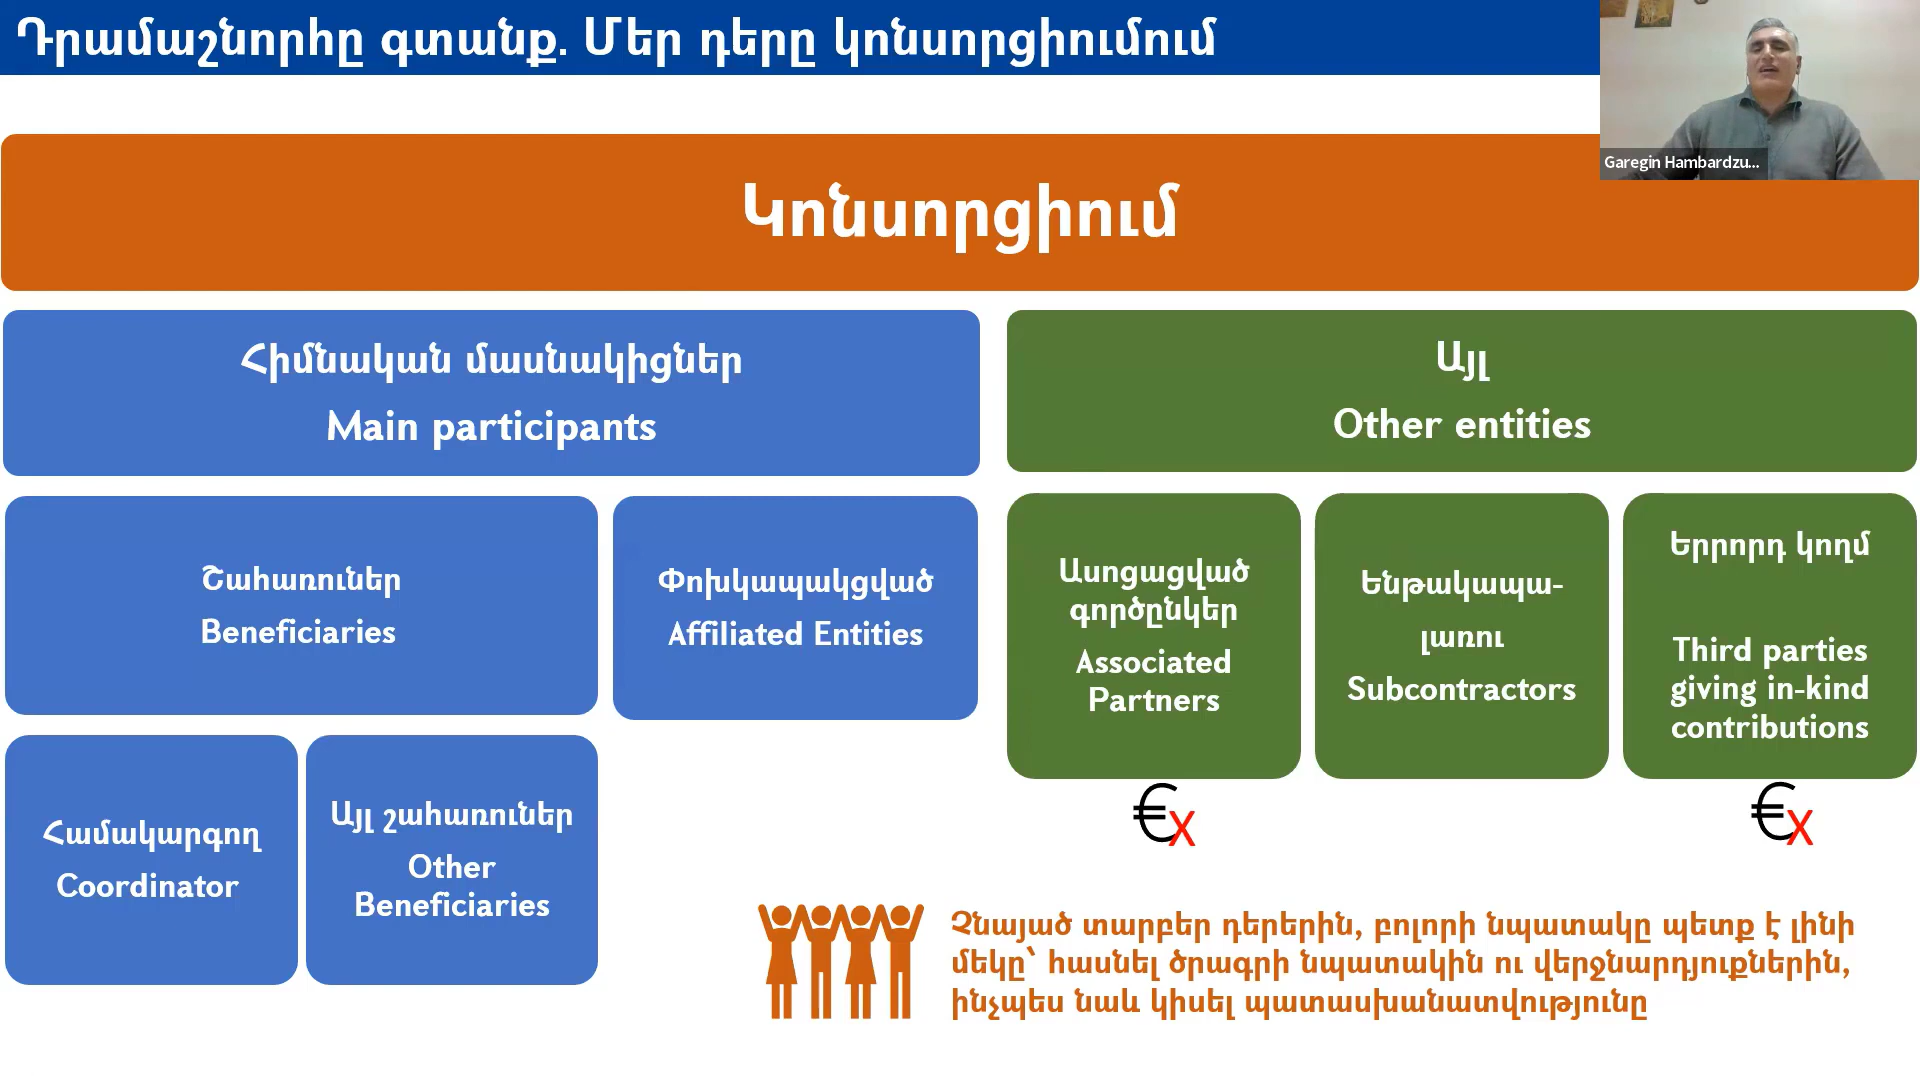 Դրամաշնորհը գտանք. Մեր դերը կոնսորցիումում
Garegin Hambardzu...
Կոնսորցիում
Հիմնական մասնակիցներ
Main participants
Այլ
Other entities
Շահառուներ
Beneficiaries
Փոխկապակցված
Affiliated Entities
Ասոցացված
գործընկեր
Associated
Partners
Ենթակապա-
լառու
Subcontractors
Երրորդ կողմ
Third parties
giving in-kind
contributions
Համակարգող
Coordinator
Այլ շահառուներ
Other
Beneficiaries
€x
€x
Չնայած տարբեր դերերին, բոլորի նպատակը պետք է լինի
մեկը՝ հասնել ծրագրի նպատակին ու վերջնարդյուքներին,
ինչպես նաև կիսել պատասխանատվությունը